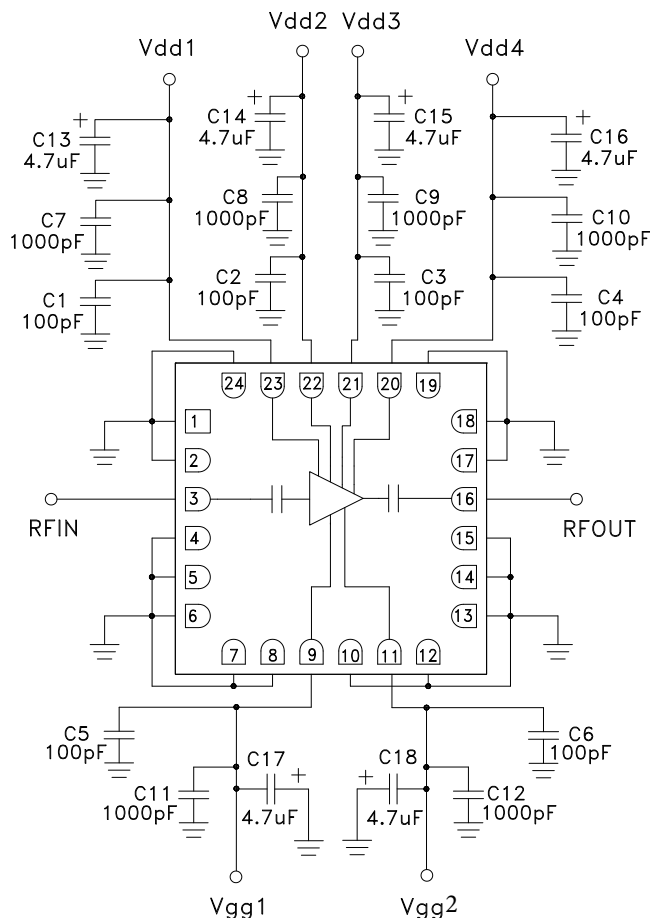 Vdd1
Vdd2
Vdd3
Vdd4
+
C13
4.7uF
+
C14
4.7uF
+
C15
4.7uF
+
C16
4.7uF
C7
1000pF
C8
1000pF
C9
1000pF
C10
1000pF
C1
100pF
C2
100pF
C3
100pF
C4
100pF
24
23
22
21
20
19
1
18
2
17
3
16
RFIN
RFOUT
4
15
5
14
6
13
7
8
9
10
11
12
C5
100pF
C6
100pF
C17
+
4.7uF
C18
+
4.7uF
C11
1000pF
C12
1000pF
Vgg1
Vgg2